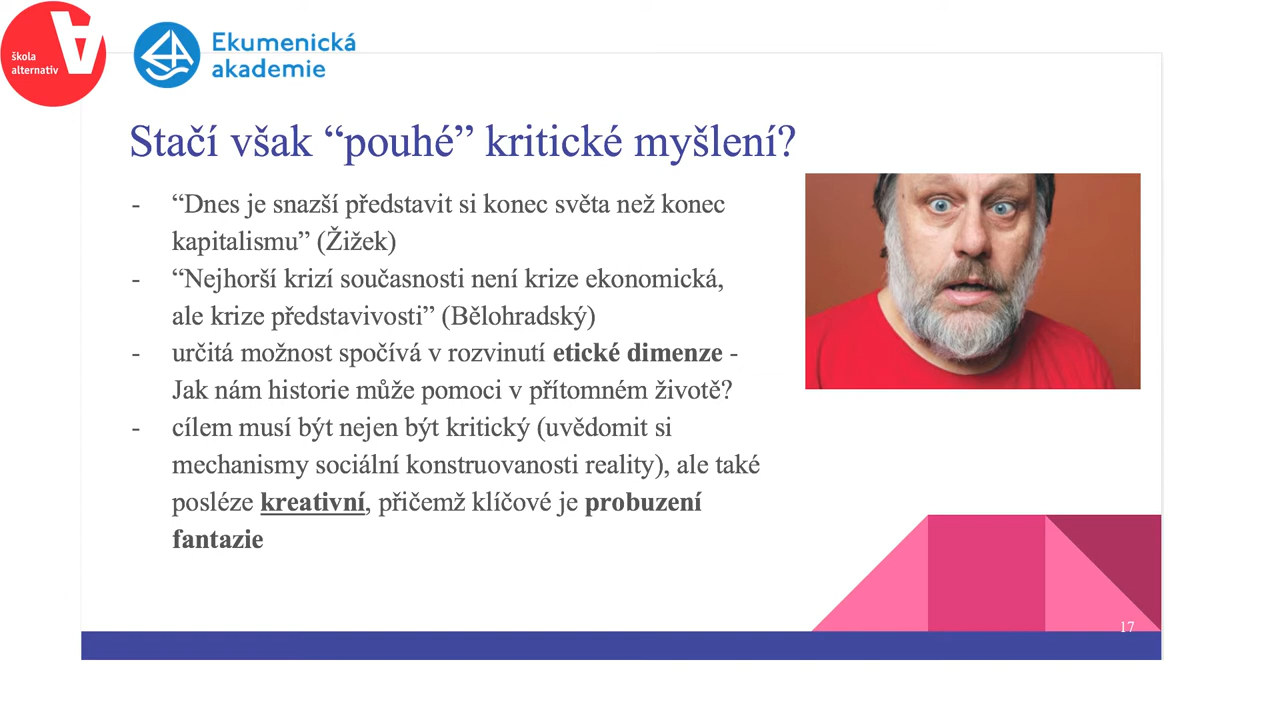 škola
alternativ
Ekumenická
akademie
Stačí však “pouhé” kritické myšlení?
- “Dnes je snazší představit si konec světa než konec
kapitalismu” (Žižek)
- “Nejhorší krizí současnosti není krize ekonomická,
ale krize představivosti” (Bělohradský)
- určitá možnost spočívá v rozvinutí etické dimenze -
Jak nám historie může pomoci v přítomném životě?
- cílem musí být nejen být kritický (uvědomit si
mechanismy sociální konstruovanosti reality), ale také
posléze kreativní, přičemž klíčové je probuzení
fantazie
17